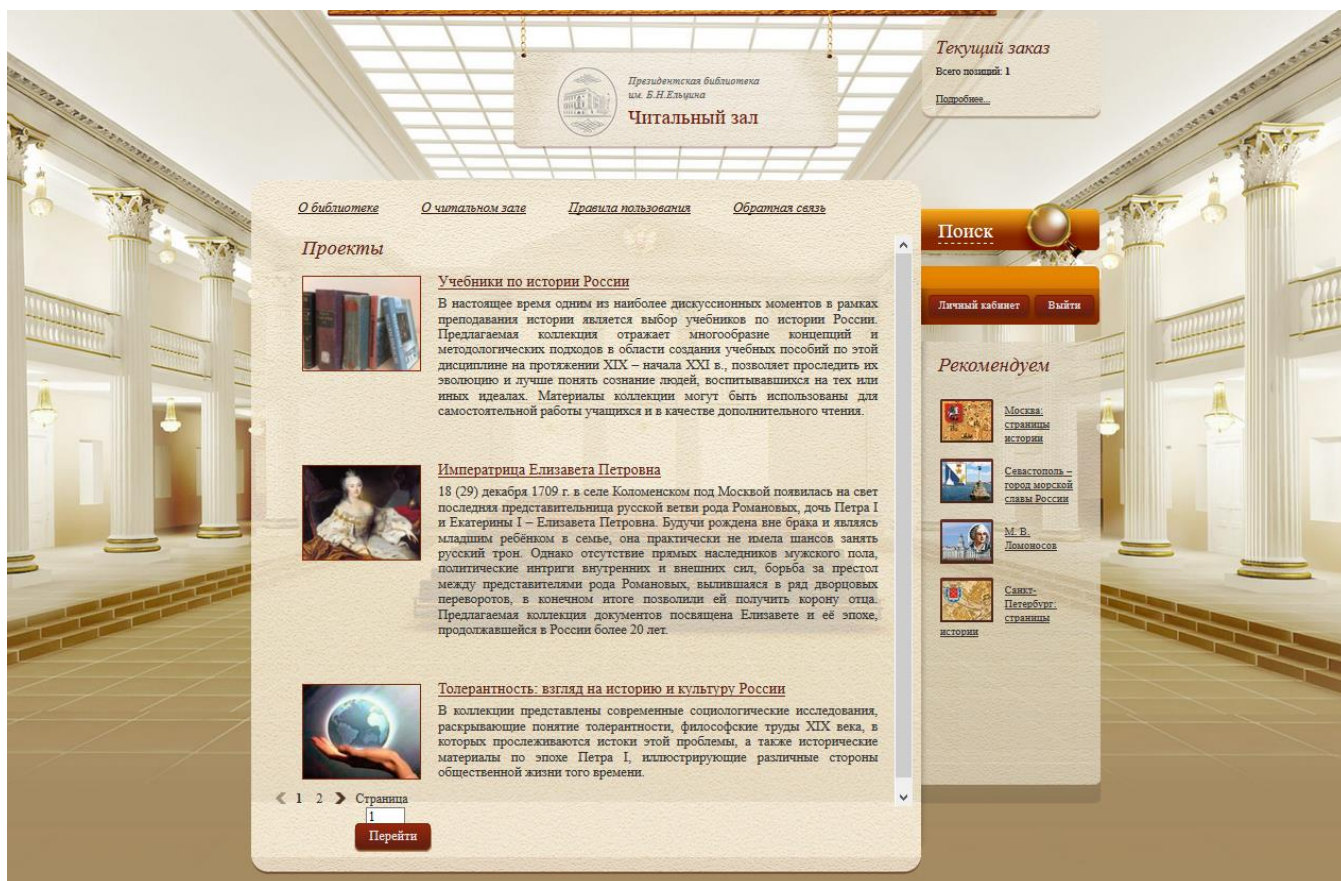 Президентская библиотека
им. Б.Н.Ельцина
Читальный зал
Текущий заказ
Всего позиций: 1
Подробнее...
О библиотеке О читальном зале Правила пользования Обратная связь
Проекты
Учебники по истории России
В настоящее время одним из наиболее дискуссионных моментов в рамках
преподавания истории является выбор учебников по истории России.
Предлагаемая коллекция отражает многообразие концепций и
методологических подходов в области создания учебных пособий по этой
дисциплине на протяжении XIX – начала XXI в., позволяет проследить их
эволюцию и лучше понять сознание людей, воспитывавшихся на тех или
иных идеалах. Материалы коллекции могут быть использованы для
самостоятельной работы учащихся и в качестве дополнительного чтения.
Императрица Елизавета Петровна
18 (29) декабря 1709 г. в селе Коломенском под Москвой появилась на свет
последняя представительница русской ветви рода Романовых, дочь Петра I
и Екатерины I – Елизавета Петровна. Будучи рождена вне брака и являясь
младшим ребёнком в семье, она практически не имела шансов занять
русский трон. Однако отсутствие прямых наследников мужского пола,
политические интриги внутренних и внешних сил, борьба за престол
между представителями рода Романовых, вылившаяся в ряд дворцовых
переворотов, в конечном итоге позволили ей получить корону отца.
Предлагаемая коллекция документов посвящена Елизавете и её эпохе,
продолжавшейся в России более 20 лет.
Толерантность: взгляд на историю и культуру России
В коллекции представлены современные социологические исследования,
раскрывающие понятие толерантности, философские труды XIX века, в
которых прослеживаются истоки этой проблемы, а также исторические
материалы по эпохе Петра I, иллюстрирующие различные стороны
общественной жизни того времени.
1 2 Страница
1
Перейти
Поиск
Личный кабинет Выйти
Рекомендуем
Москва:
страницы
истории
Севастополь –
город морской
славы России
М. В.
Ломоносов
Санкт-
Петербург:
страницы
истории